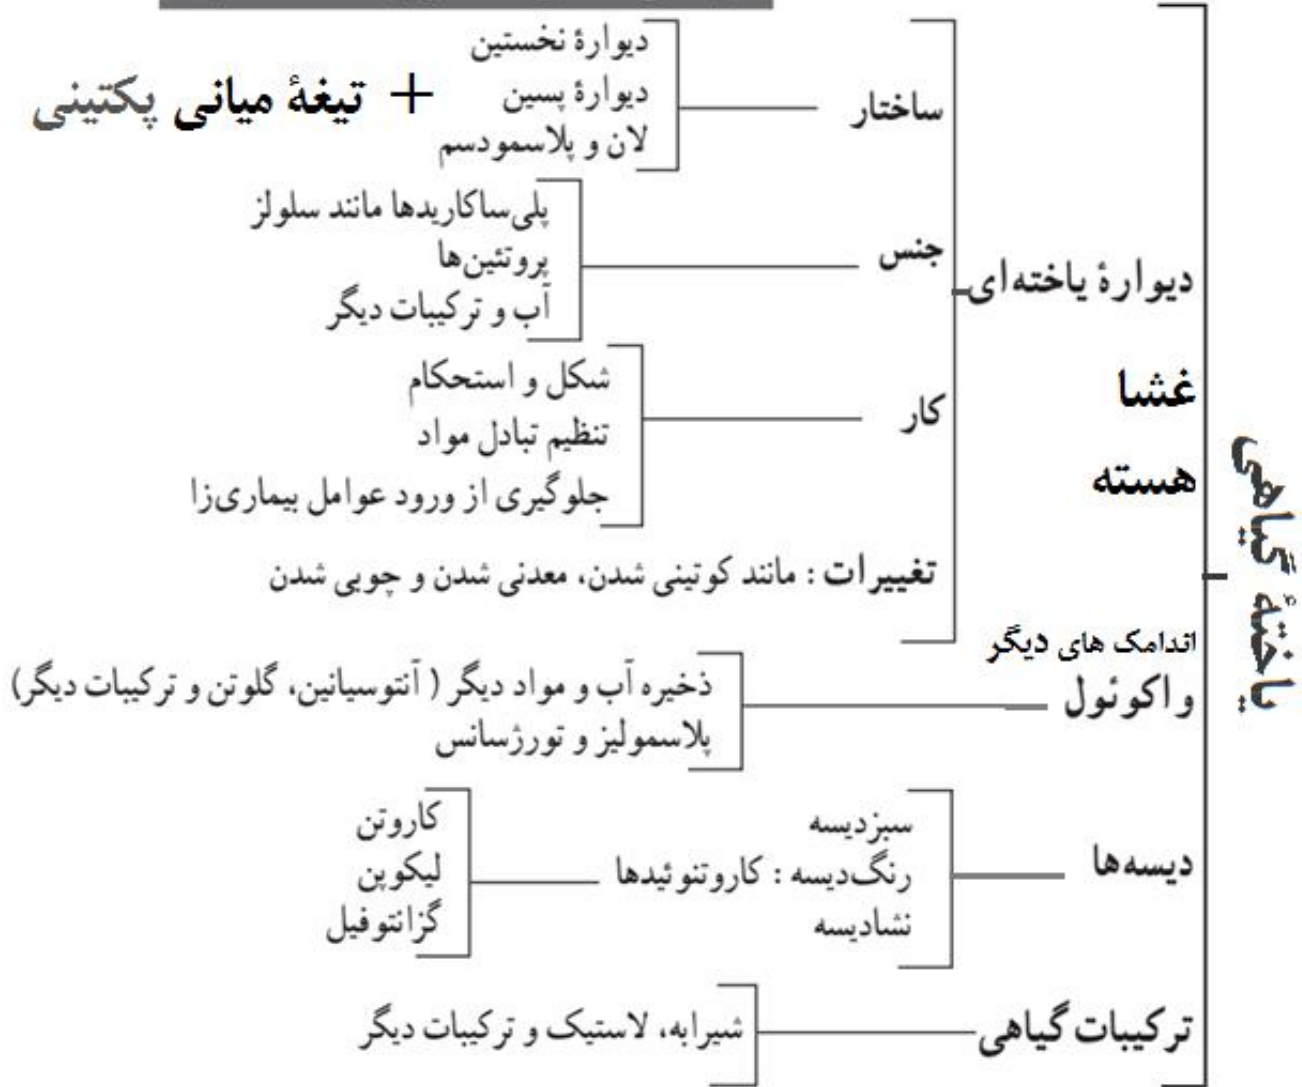 یاختهٔ گیاهی
دیوارهٔ یاخته‌ای
ساختار
دیوارهٔ نخستین
دیوارهٔ پسین
لان و پلاسمودسم
+ تیغهٔ میانی پکتینی
جنس
پلی‌ساکاریدها مانند سلولز
پروتئین‌ها
آب و ترکیبات دیگر
کار
شکل و استحکام
تنظیم تبادل مواد
جلوگیری از ورود عوامل بیماری‌زا
تغییرات : مانند کوتینی شدن، معدنی شدن و چوبی شدن
غشا
هسته
اندامک های دیگر
واکوئول
ذخیره آب و مواد دیگر ( آنتوسیانین، گلوتن و ترکیبات دیگر)
پلاسمولیز و تورژسانس
دیسه‌ها
سبزدیسه
رنگ‌دیسه : کاروتنوئیدها
کاروتن
لیکوپن
گزانتوفیل
نشادیسه
ترکیبات گیاهی
شیرابه، لاستیک و ترکیبات دیگر